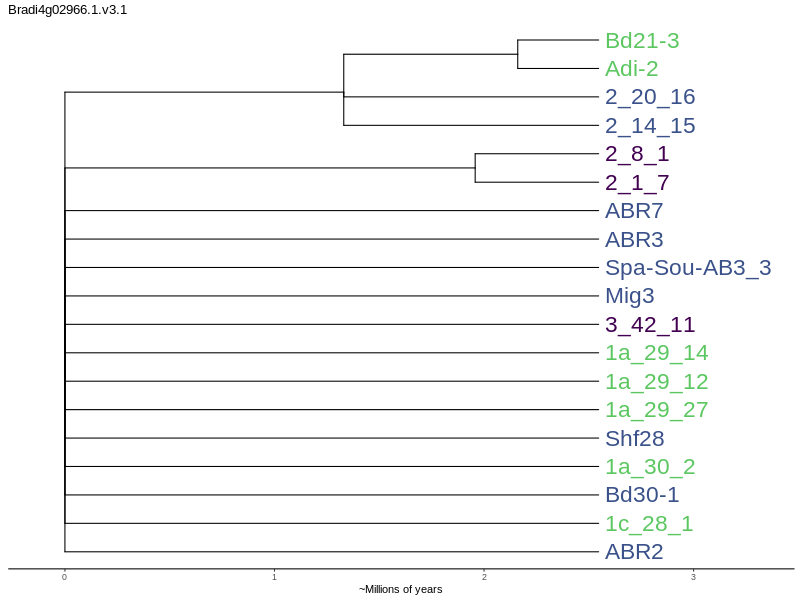 Bradi4g02966.1.v3.1
Bd21-3
Adi-2
2_20_16
2_14_15
2_8_1
2_1_7
ABR7
ABR3
Spa-Sou-AB3_3
Mig3
3_42_11
1a_29_14
1a_29_12
1a_29_27
Shf28
1a_30_2
Bd30-1
1c_28_1
ABR2
0 1 2 3
~Millions of years